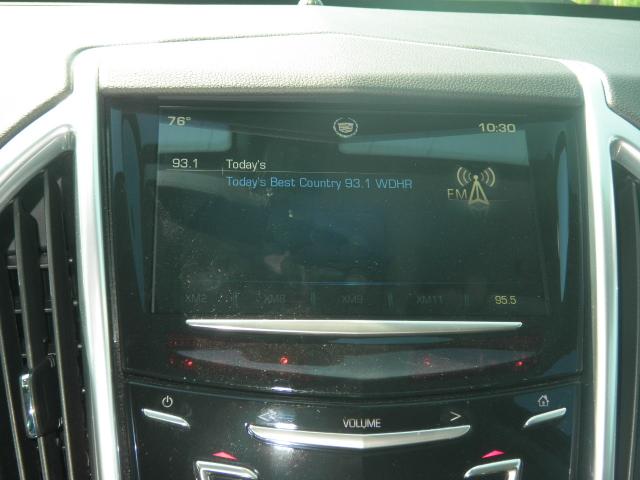 76° 10:30
93.1 Today's
Today's Best Country 93.1 WDHR
FM
XM2 XM8 XM9 XM11 95.5
VOLUME